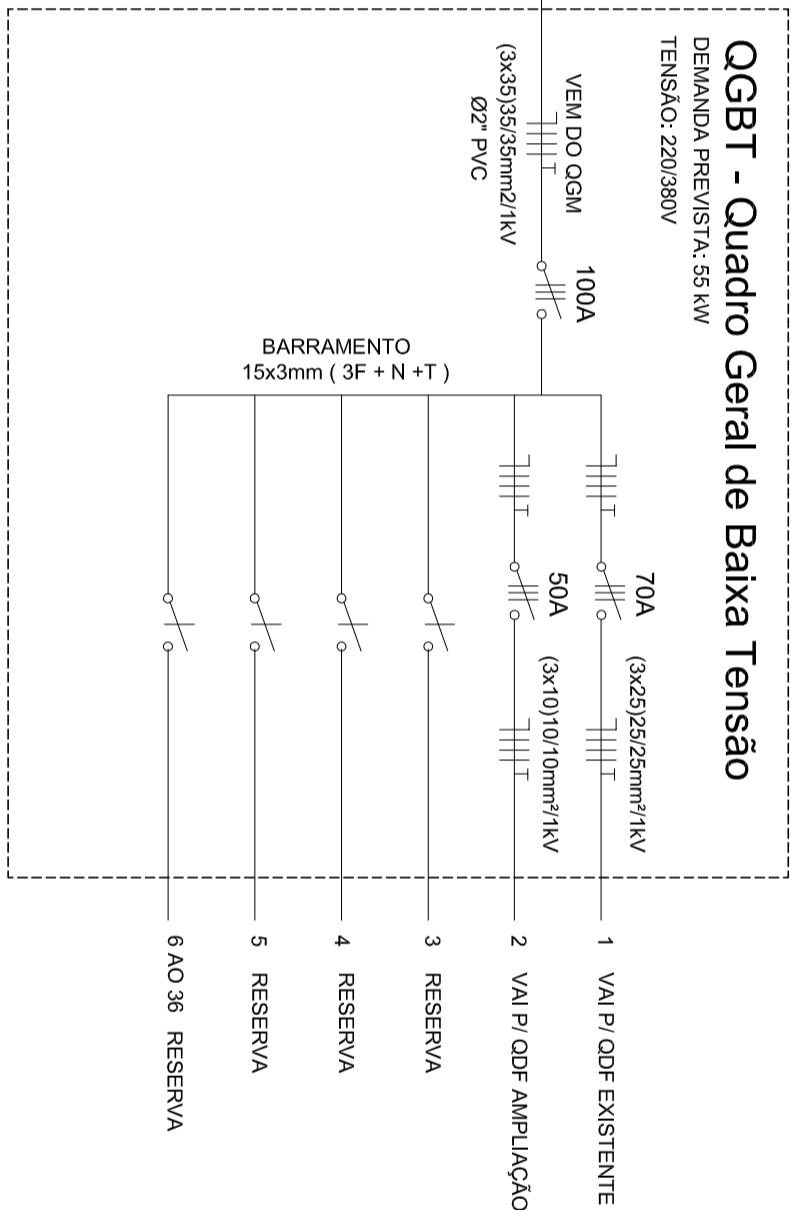 QGBT - Quadro Geral de Baixa Tensão
DEMANDA PREVISTA: 55 kW
TENSÃO: 220/380V
VEM DO QGM
(3x35)35/35mm2/1kV
Ø2" PVC
100A
BARRAMENTO
15x3mm ( 3F + N +T )
70A
(3x25)25/25mm²/1kV
1 VAI P/ QDF EXISTENTE
50A
(3x10)10/10mm²/1kV
2 VAI P/ QDF AMPLIAÇÃO
3 RESERVA
4 RESERVA
5 RESERVA
6 AO 36 RESERVA